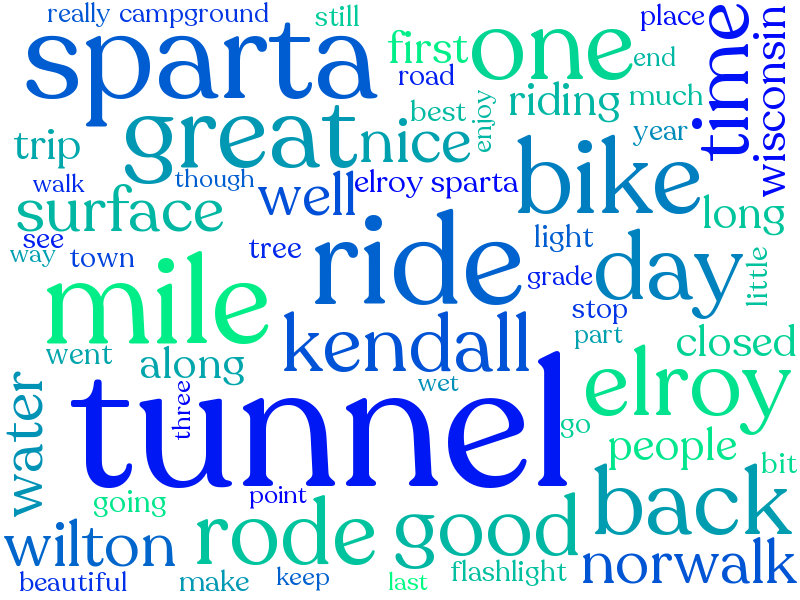 really campground
still
place
time
wisconsin
sparta
first
one
end
road
great
best
enjoy
riding
much
trip
nice
year
walk
though
well
elroy sparta
bike
surface
long
see
way
town
tree
ride
light
day
little
grade
mile
stop
kendall
part
closed
went
along
wet
elroy
water
three
tunnel
go
people
bit
going
point
back
wilton
rode
good
norwalk
beautiful
make
keep
last
flashlight